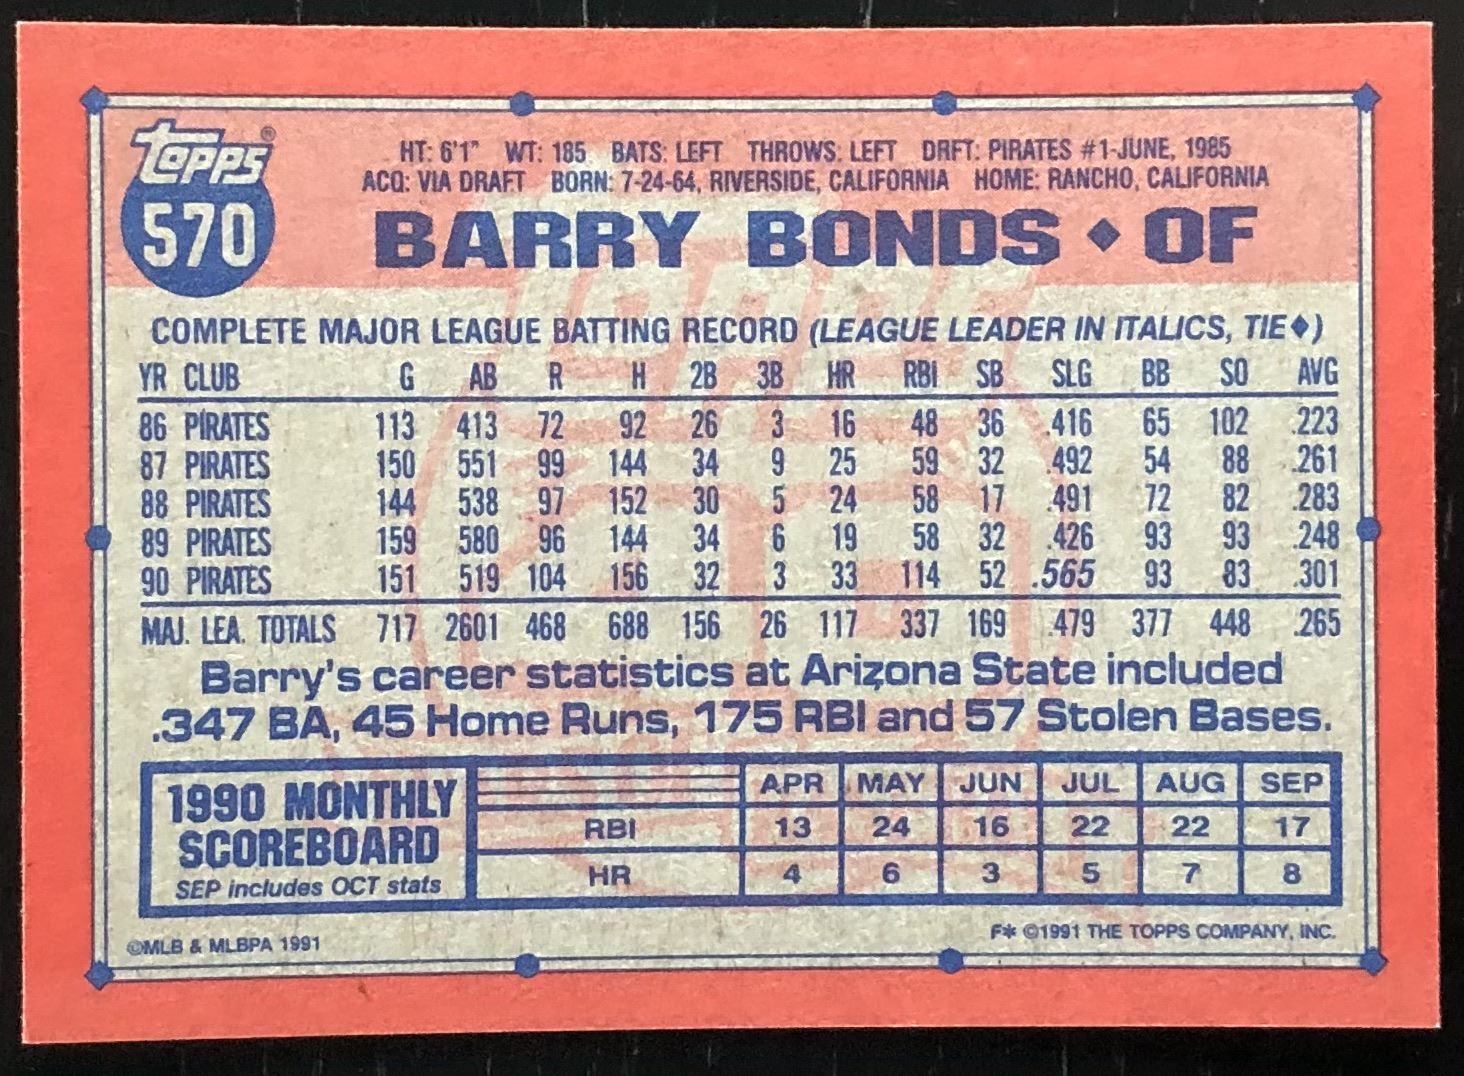 topps®
570
HT: 6'1" WT: 185 BATS: LEFT THROWS: LEFT DRFT: PIRATES #1-JUNE, 1985
ACQ: VIA DRAFT BORN: 7-24-64, RIVERSIDE, CALIFORNIA HOME: RANCHO, CALIFORNIA
BARRY BONDS ♦ OF
COMPLETE MAJOR LEAGUE BATTING RECORD (LEAGUE LEADER IN ITALICS, TIE♦)
YR CLUB G AB R H 2B 3B HR RBI SB SLG BB SO AVG
86 PIRATES 113 413 72 92 26 3 16 48 36 .416 65 102 .223
87 PIRATES 150 551 99 144 34 9 25 59 32 .492 54 88 .261
88 PIRATES 144 538 97 152 30 5 24 58 17 .491 72 82 .283
89 PIRATES 159 580 96 144 34 6 19 58 32 .426 93 93 .248
90 PIRATES 151 519 104 156 32 3 33 114 52 .565 93 83 .301
MAJ. LEA. TOTALS 717 2601 468 688 156 26 117 337 169 .479 377 448 .265
Barry's career statistics at Arizona State included
.347 BA, 45 Home Runs, 175 RBI and 57 Stolen Bases.
1990 MONTHLY
SCOREBOARD
SEP includes OCT stats
APR MAY JUN JUL AUG SEP
RBI 13 24 16 22 22 17
HR 4 6 3 5 7 8
©MLB & MLBPA 1991
F* ©1991 THE TOPPS COMPANY, INC.